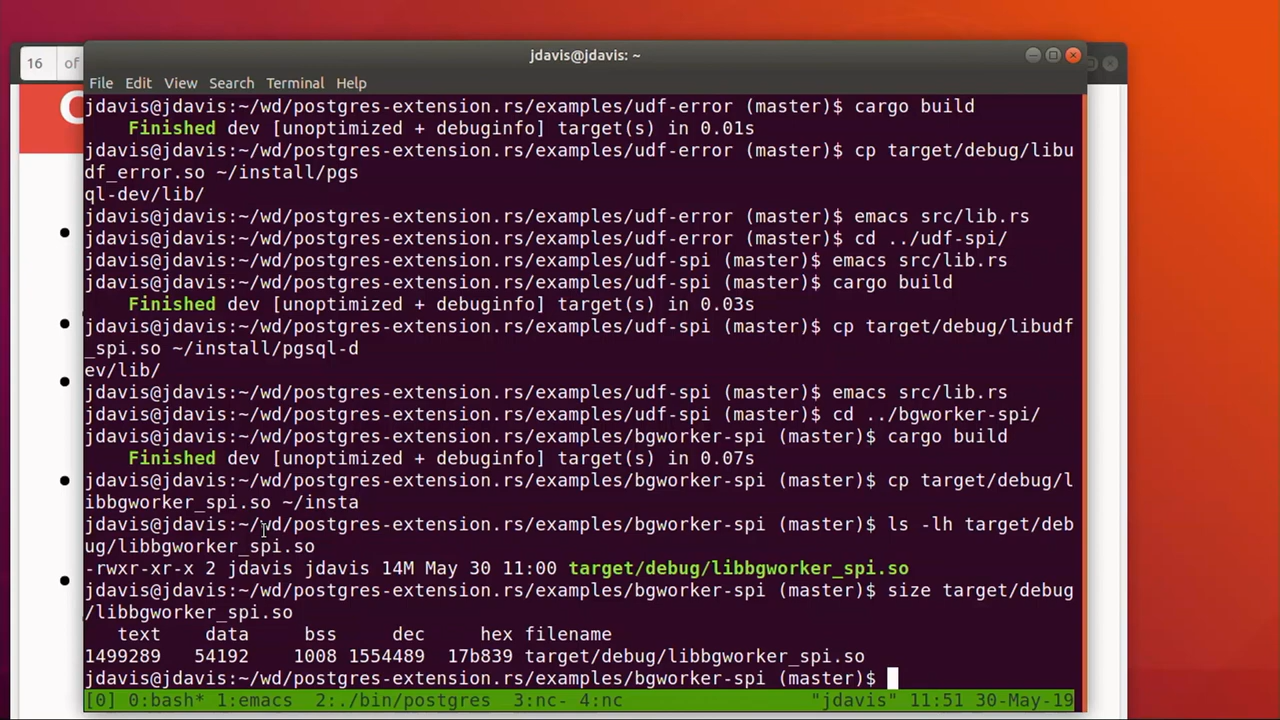 jdavis@jdavis: ~
16 of
File Edit View Search Terminal Help
jdavis@jdavis:~/wd/postgres-extension.rs/examples/udf-error (master)$ cargo build
Finished dev [unoptimized + debuginfo] target(s) in 0.01s
jdavis@jdavis:~/wd/postgres-extension.rs/examples/udf-error (master)$ cp target/debug/libu
df_error.so ~/install/pgs
ql-dev/lib/
jdavis@jdavis:~/wd/postgres-extension.rs/examples/udf-error (master)$ emacs src/lib.rs
jdavis@jdavis:~/wd/postgres-extension.rs/examples/udf-error (master)$ cd ../udf-spi/
jdavis@jdavis:~/wd/postgres-extension.rs/examples/udf-spi (master)$ emacs src/lib.rs
jdavis@jdavis:~/wd/postgres-extension.rs/examples/udf-spi (master)$ cargo build
Finished dev [unoptimized + debuginfo] target(s) in 0.03s
jdavis@jdavis:~/wd/postgres-extension.rs/examples/udf-spi (master)$ cp target/debug/libudf
_spi.so ~/install/pgsql-d
ev/lib/
jdavis@jdavis:~/wd/postgres-extension.rs/examples/udf-spi (master)$ emacs src/lib.rs
jdavis@jdavis:~/wd/postgres-extension.rs/examples/udf-spi (master)$ cd ../bgworker-spi/
jdavis@jdavis:~/wd/postgres-extension.rs/examples/bgworker-spi (master)$ cargo build
Finished dev [unoptimized + debuginfo] target(s) in 0.07s
jdavis@jdavis:~/wd/postgres-extension.rs/examples/bgworker-spi (master)$ cp target/debug/l
ibbgworker_spi.so ~/insta
jdavis@jdavis:~/wd/postgres-extension.rs/examples/bgworker-spi (master)$ ls -lh target/deb
ug/libbgworker_spi.so
-rwxr-xr-x 2 jdavis jdavis 14M May 30 11:00 target/debug/libbgworker_spi.so
jdavis@jdavis:~/wd/postgres-extension.rs/examples/bgworker-spi (master)$ size target/debug
/libbgworker_spi.so
text data bss dec hex filename
1499289 54192 1008 1554489 17b839 target/debug/libbgworker_spi.so
jdavis@jdavis:~/wd/postgres-extension.rs/examples/bgworker-spi (master)$
[0] 0:bash* 1:emacs 2:./bin/postgres 3:nc- 4:nc "jdavis" 11:51 30-May-19